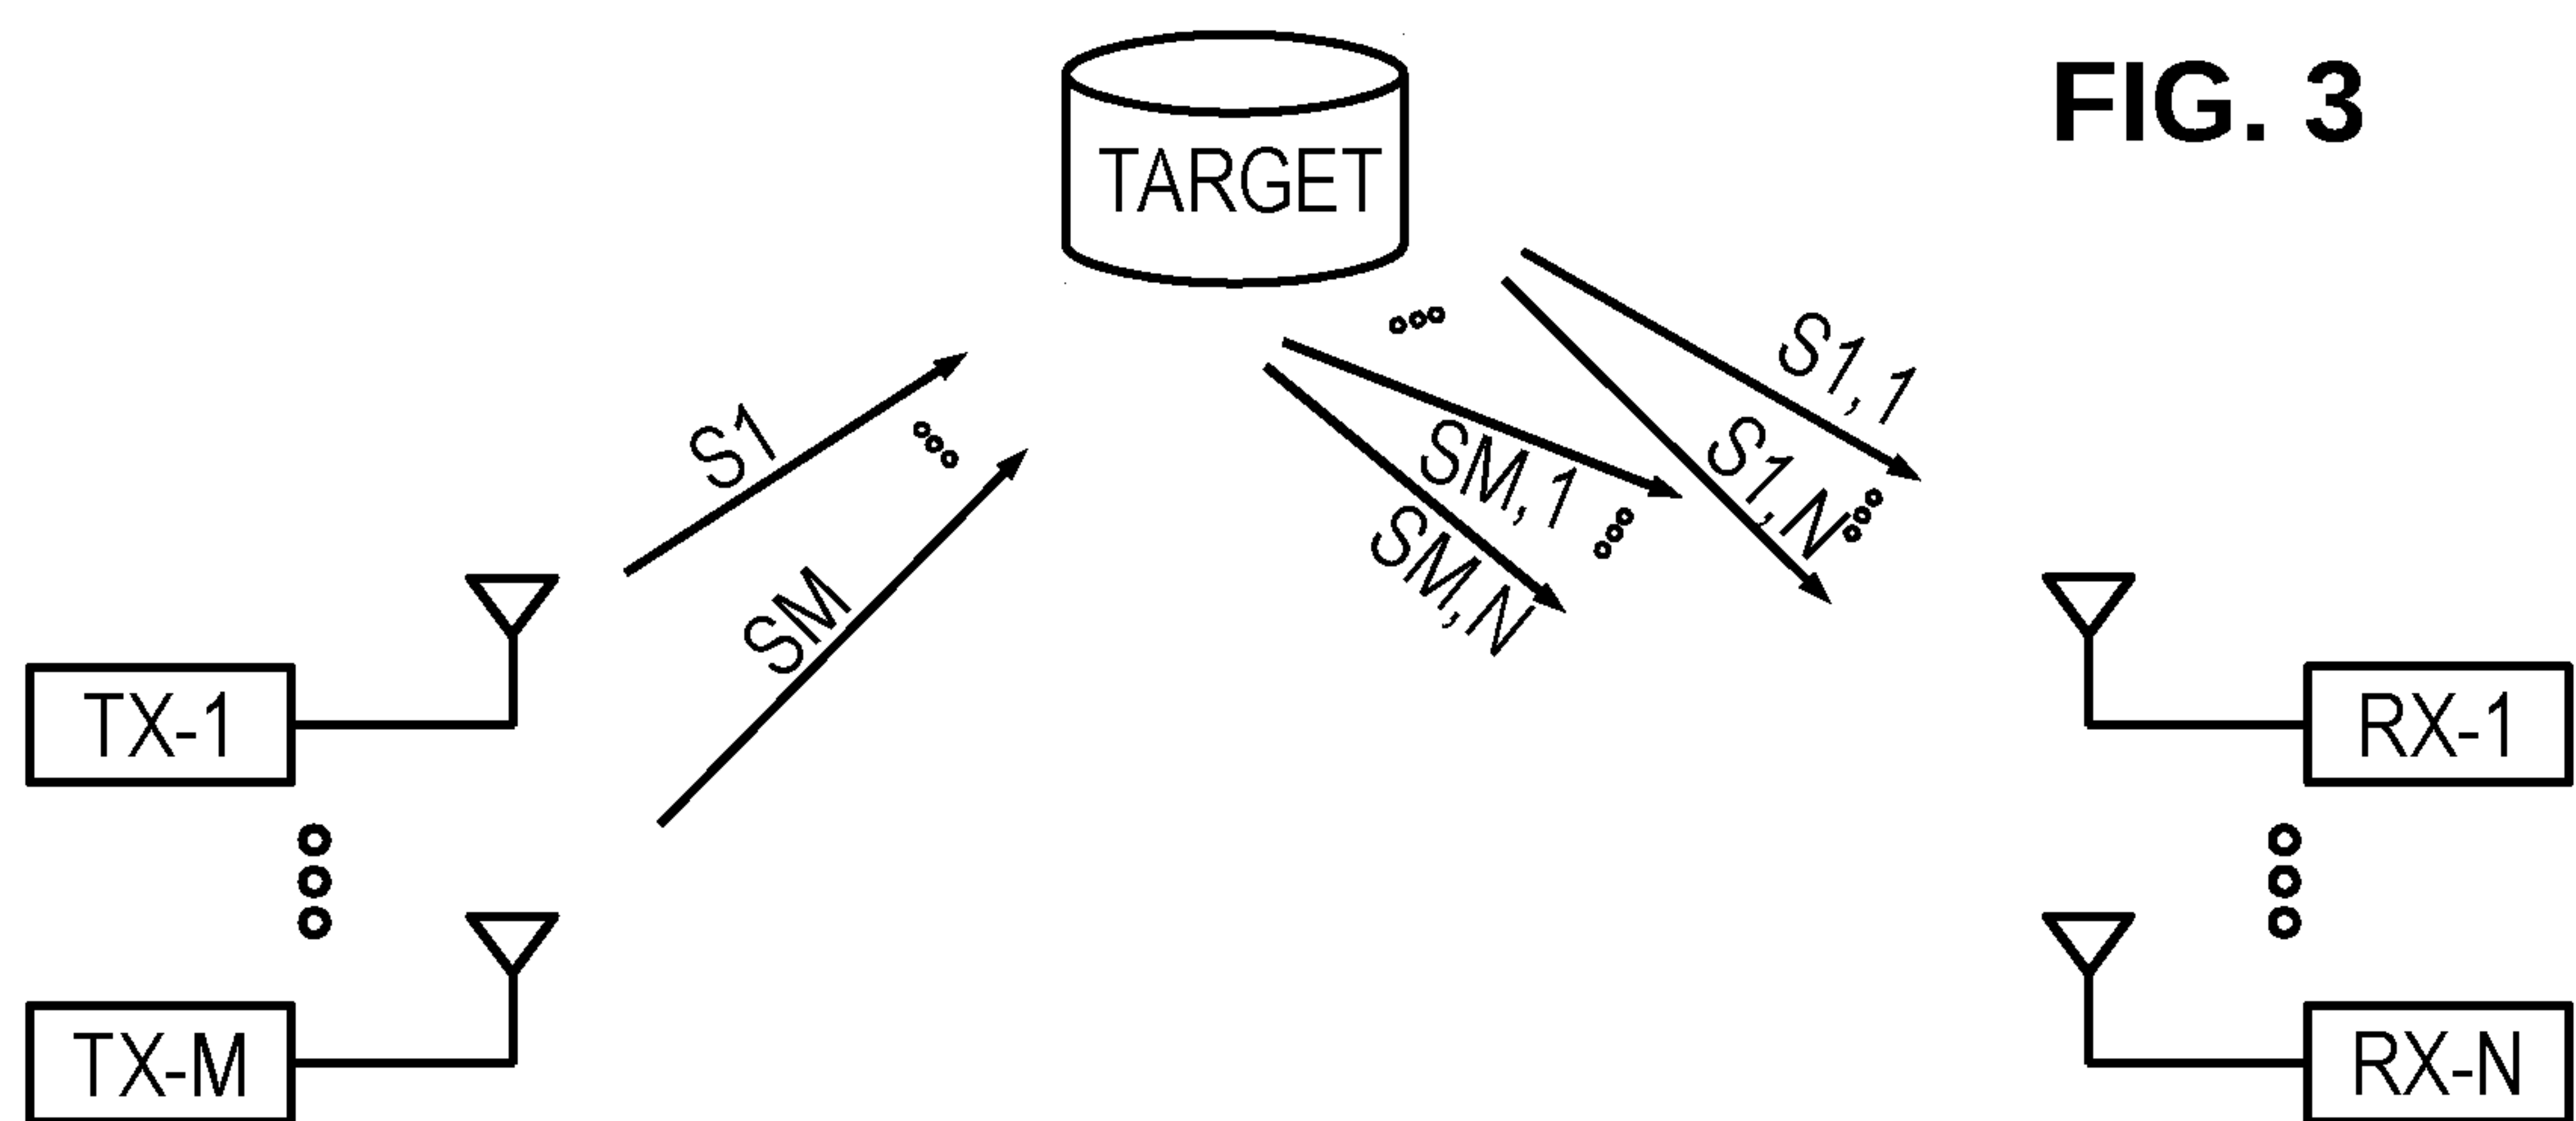 FIG. 3
TARGET
S1
SM
S1,1
S1,N
SM,1
SM,N
TX-1
RX-1
TX-M
RX-N